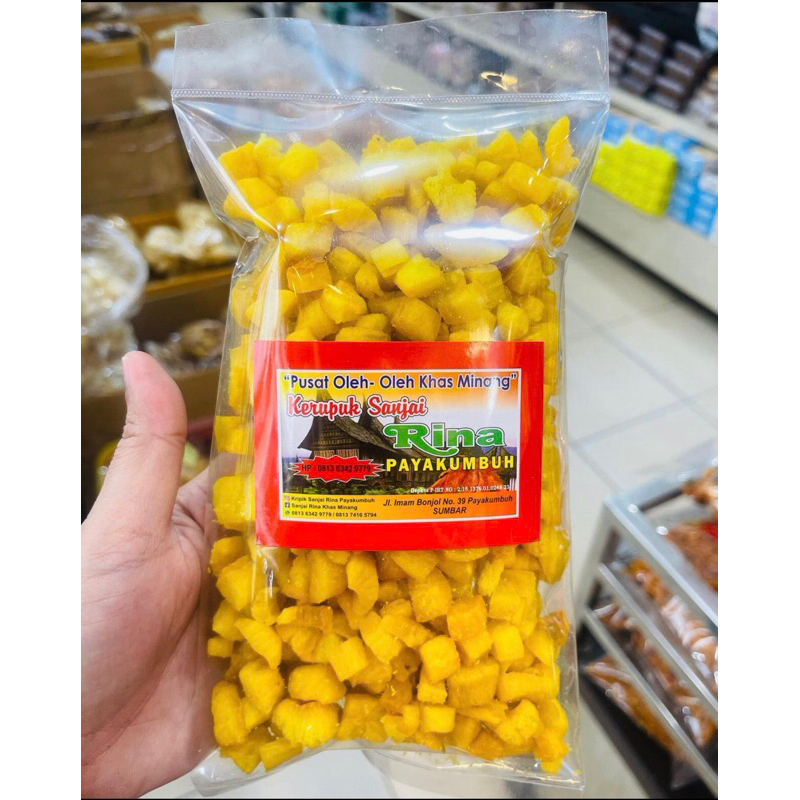 "Pusat Oleh- Oleh Khas Minang"
Kerupuk Sanjai
Rina
HP : 0813 6342 9779
PAYAKUMBUH
Kripik Sanjai Rina Payakumbuh
Sanjai Rina Khas Minang
0813 6342 9779 / 0813 7416 5794
Jl. Imam Bonjol No. 39 Payakumbuh
SUMBAR